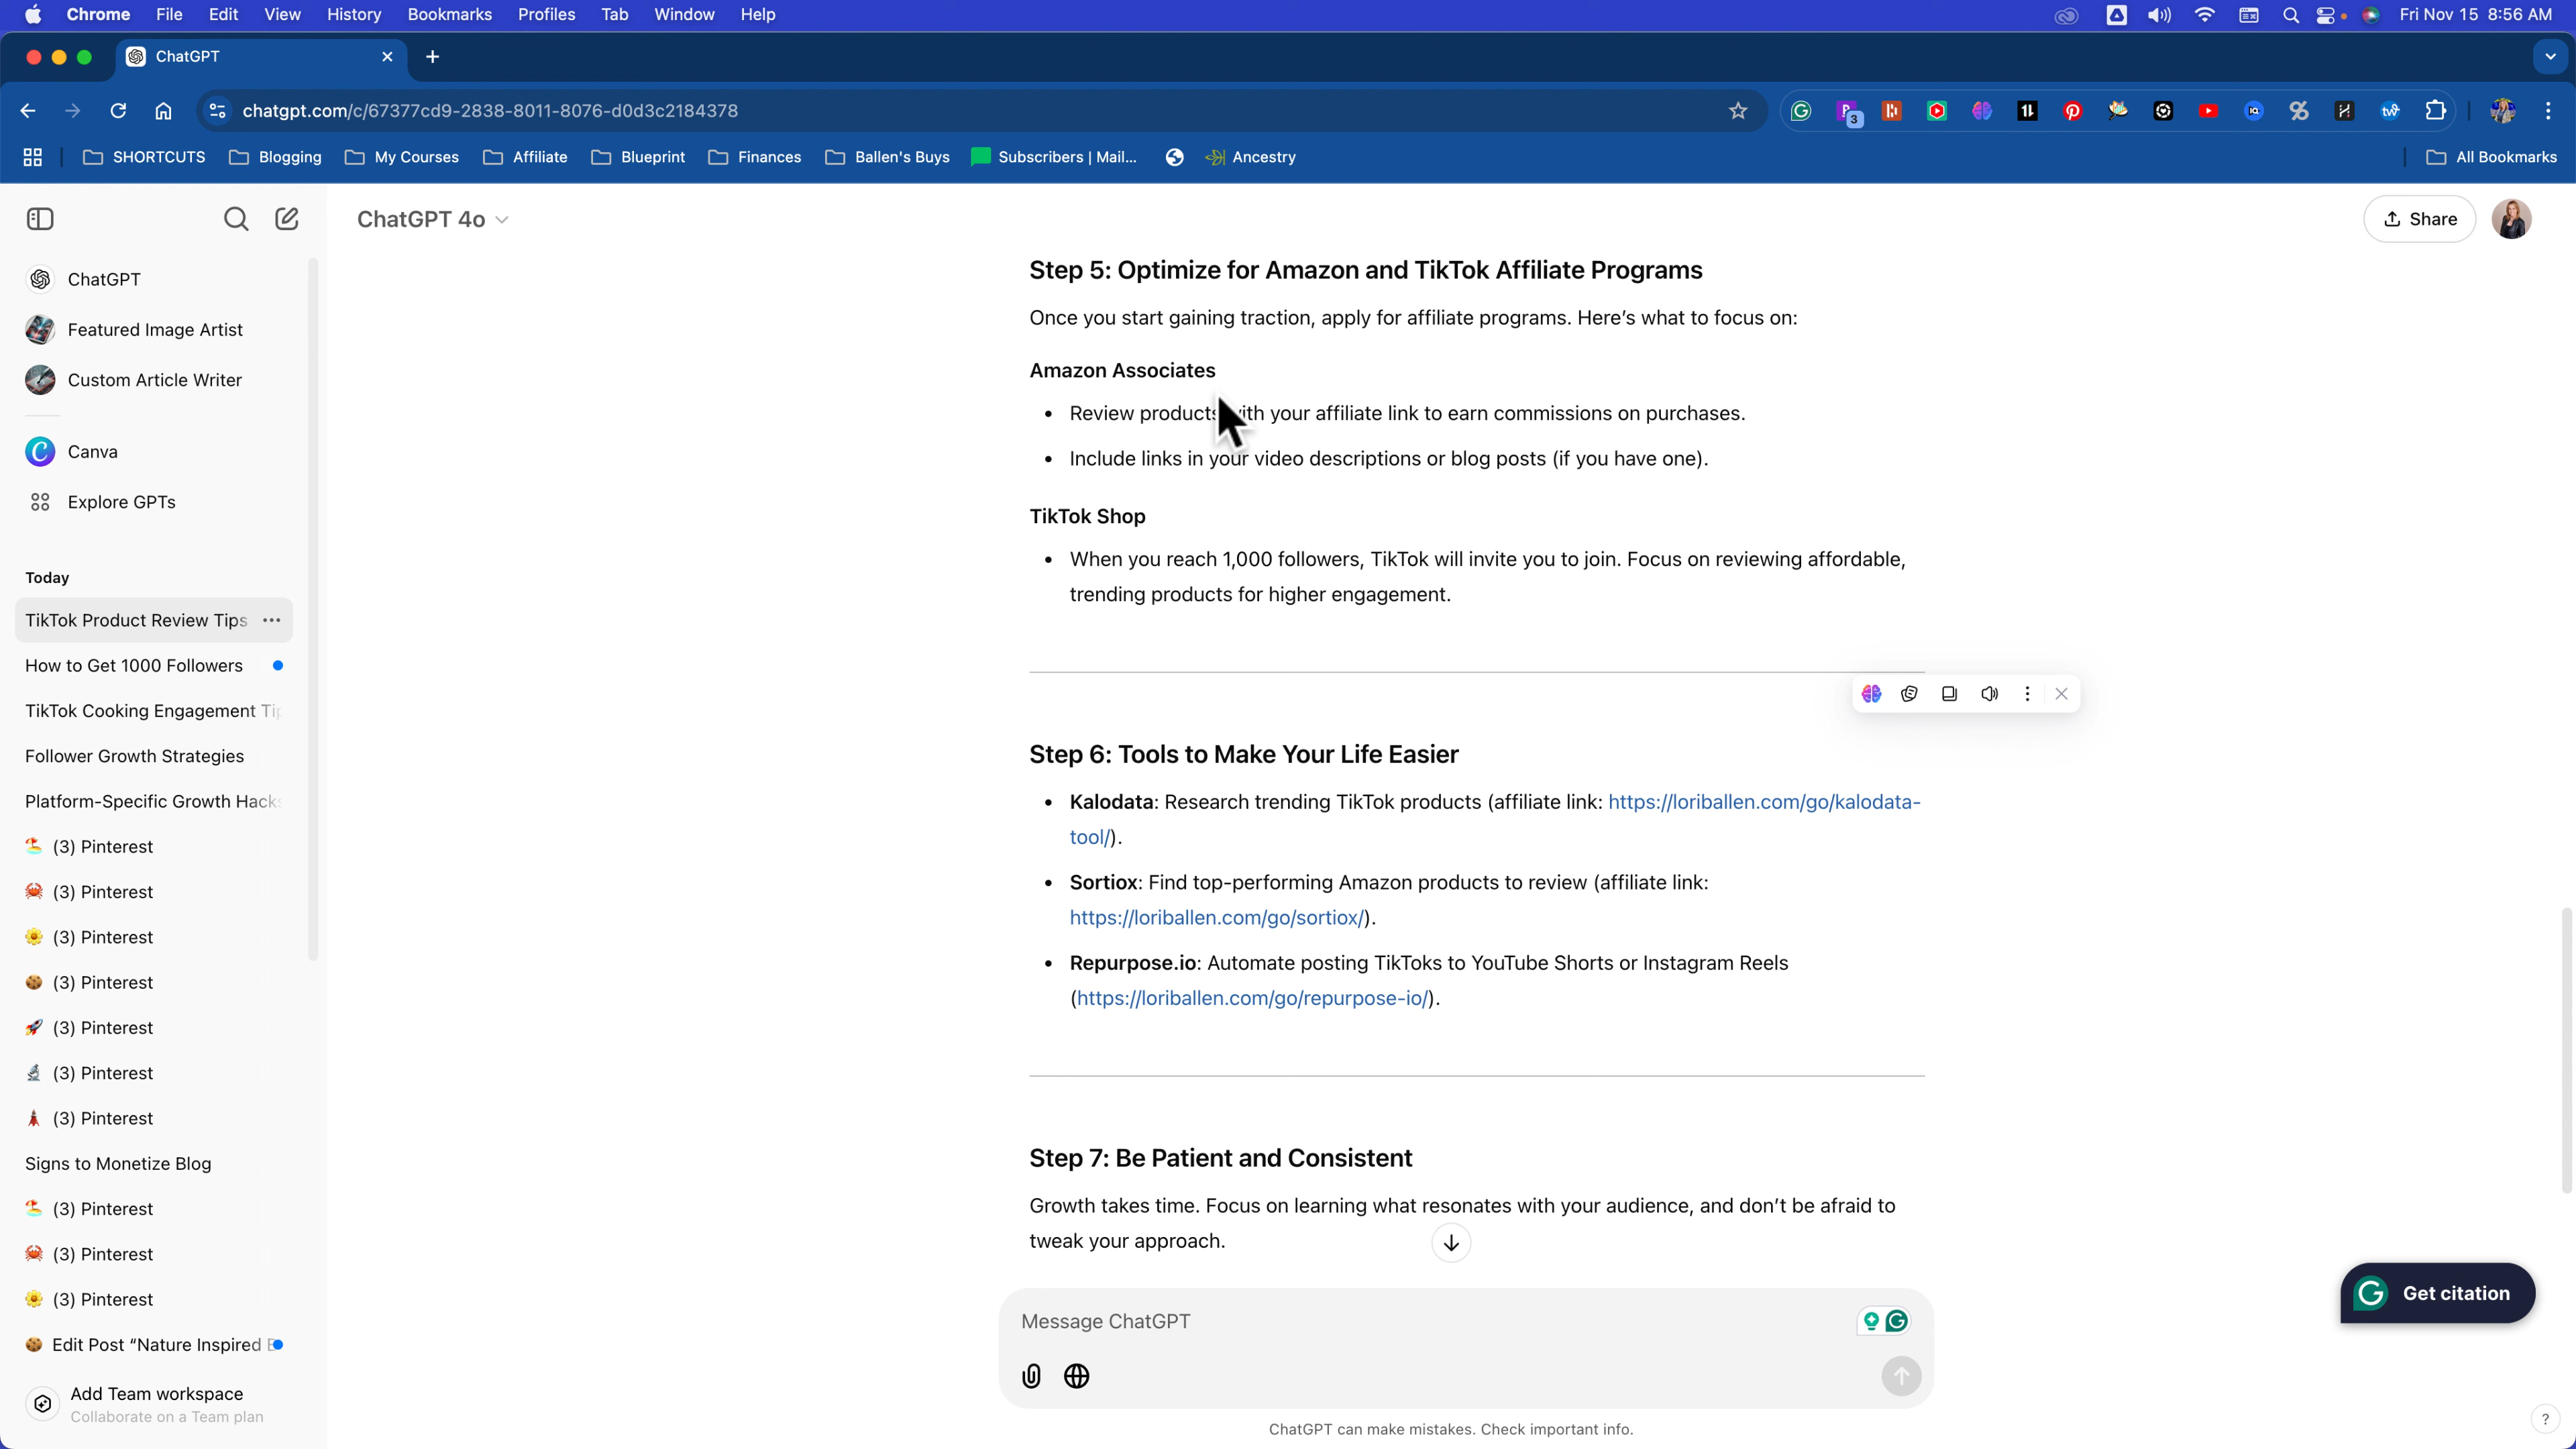 Chrome File Edit View History Bookmarks Profiles Tab Window Help
Fri Nov 15 8:56 AM
ChatGPT
chatgpt.com/c/67377cd9-2838-8011-8076-d0d3c2184378
3
SHORTCUTS Blogging My Courses Affiliate Blueprint Finances Ballen's Buys Subscribers | Mail... Ancestry All Bookmarks
ChatGPT 4o
Share
ChatGPT
Featured Image Artist
Custom Article Writer
Canva
Explore GPTs
Today
TikTok Product Review Tips
How to Get 1000 Followers
TikTok Cooking Engagement Ti
Follower Growth Strategies
Platform-Specific Growth Hacks
(3) Pinterest
(3) Pinterest
(3) Pinterest
(3) Pinterest
(3) Pinterest
(3) Pinterest
(3) Pinterest
Signs to Monetize Blog
(3) Pinterest
(3) Pinterest
(3) Pinterest
Edit Post “Nature Inspired
Add Team workspace
Collaborate on a Team plan
Step 5: Optimize for Amazon and TikTok Affiliate Programs
Once you start gaining traction, apply for affiliate programs. Here’s what to focus on:
Amazon Associates
• Review products with your affiliate link to earn commissions on purchases.
• Include links in your video descriptions or blog posts (if you have one).
TikTok Shop
• When you reach 1,000 followers, TikTok will invite you to join. Focus on reviewing affordable,
trending products for higher engagement.
Step 6: Tools to Make Your Life Easier
• Kalodata: Research trending TikTok products (affiliate link: https://loriballen.com/go/kalodata-
tool/).
• Sortiox: Find top-performing Amazon products to review (affiliate link:
https://loriballen.com/go/sortiox/).
• Repurpose.io: Automate posting TikToks to YouTube Shorts or Instagram Reels
(https://loriballen.com/go/repurpose-io/).
Step 7: Be Patient and Consistent
Growth takes time. Focus on learning what resonates with your audience, and don’t be afraid to
tweak your approach.
Message ChatGPT
Get citation
ChatGPT can make mistakes. Check important info.
?